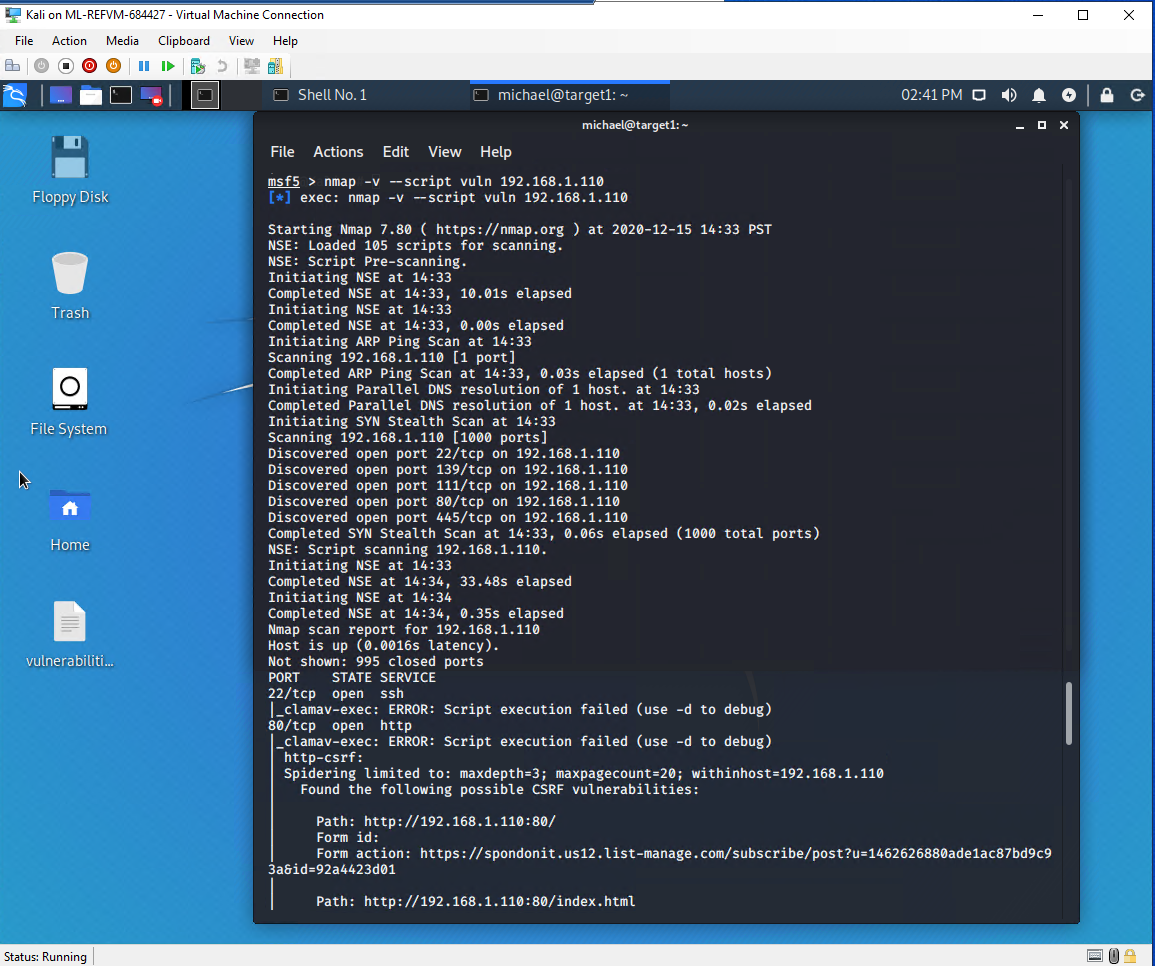 Kali on ML-REFVM-684427 - Virtual Machine Connection
File Action Media Clipboard View Help
Shell No. 1
michael@target1: ~
02:41 PM
michael@target1: ~
File Actions Edit View Help
Floppy Disk
Trash
File System
Home
vulnerabiliti...
msf5 > nmap -v --script vuln 192.168.1.110
[*] exec: nmap -v --script vuln 192.168.1.110
Starting Nmap 7.80 ( https://nmap.org ) at 2020-12-15 14:33 PST
NSE: Loaded 105 scripts for scanning.
NSE: Script Pre-scanning.
Initiating NSE at 14:33
Completed NSE at 14:33, 10.01s elapsed
Initiating NSE at 14:33
Completed NSE at 14:33, 0.00s elapsed
Initiating ARP Ping Scan at 14:33
Scanning 192.168.1.110 [1 port]
Completed ARP Ping Scan at 14:33, 0.03s elapsed (1 total hosts)
Initiating Parallel DNS resolution of 1 host. at 14:33
Completed Parallel DNS resolution of 1 host. at 14:33, 0.02s elapsed
Initiating SYN Stealth Scan at 14:33
Scanning 192.168.1.110 [1000 ports]
Discovered open port 22/tcp on 192.168.1.110
Discovered open port 139/tcp on 192.168.1.110
Discovered open port 111/tcp on 192.168.1.110
Discovered open port 80/tcp on 192.168.1.110
Discovered open port 445/tcp on 192.168.1.110
Completed SYN Stealth Scan at 14:33, 0.06s elapsed (1000 total ports)
NSE: Script scanning 192.168.1.110.
Initiating NSE at 14:33
Completed NSE at 14:34, 33.48s elapsed
Initiating NSE at 14:34
Completed NSE at 14:34, 0.35s elapsed
Nmap scan report for 192.168.1.110
Host is up (0.0016s latency).
Not shown: 995 closed ports
PORT    STATE SERVICE
22/tcp  open  ssh
|_clamav-exec: ERROR: Script execution failed (use -d to debug)
80/tcp  open  http
|_clamav-exec: ERROR: Script execution failed (use -d to debug)
| http-csrf:
| Spidering limited to: maxdepth=3; maxpagecount=20; withinhost=192.168.1.110
|   Found the following possible CSRF vulnerabilities:
|
|     Path: http://192.168.1.110:80/
|     Form id:
|     Form action: https://spondonit.us12.list-manage.com/subscribe/post?u=1462626880ade1ac87bd9c9
3a&id=92a4423d01
|
|     Path: http://192.168.1.110:80/index.html
Status: Running